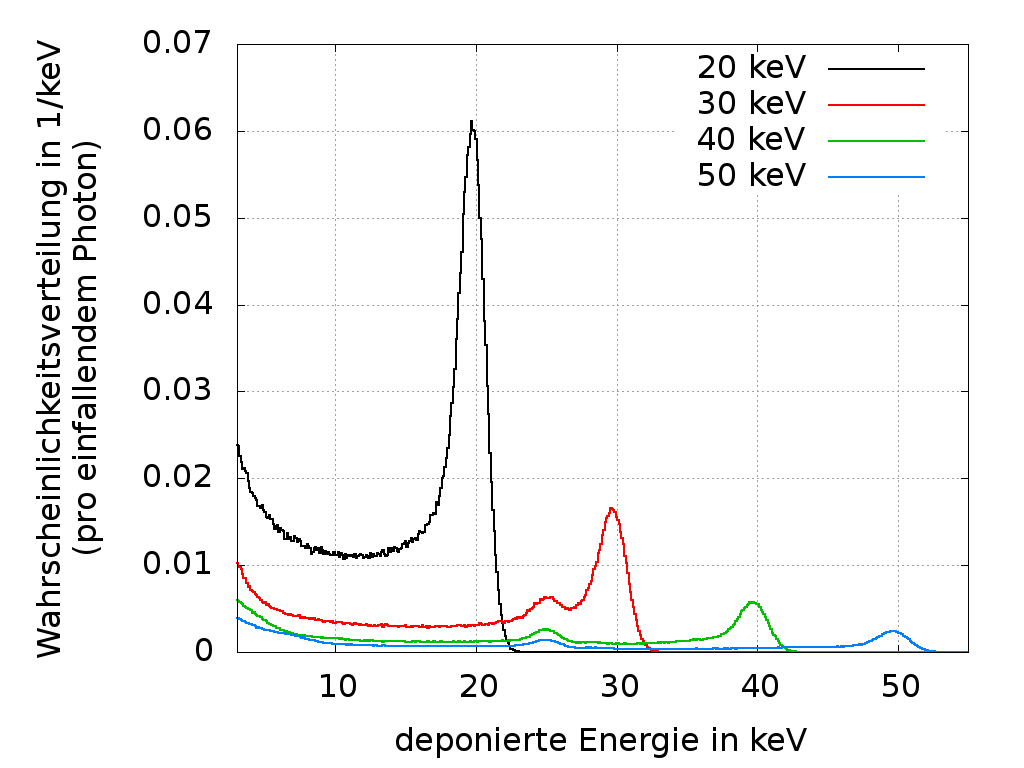 Wahrscheinlichkeitsverteilung in 1/keV
(pro einfallendem Photon)
0.07
0.06
0.05
0.04
0.03
0.02
0.01
0
20 keV
30 keV
40 keV
50 keV
10
20
30
40
50
deponierte Energie in keV